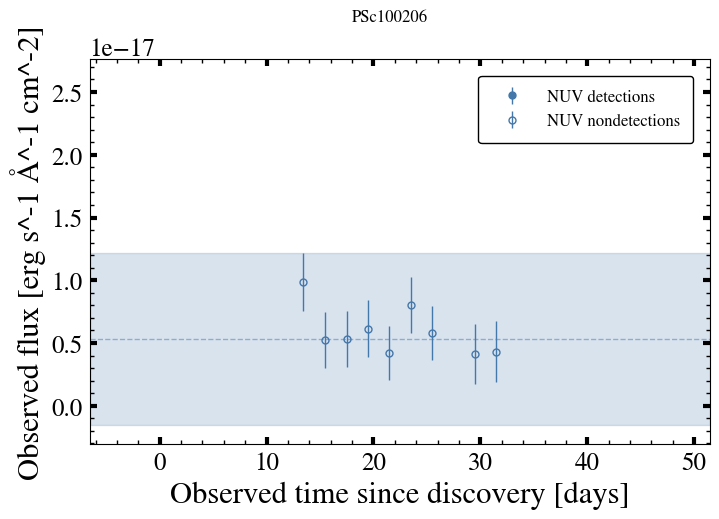 PSc100206
1e−17
Observed flux [erg s^-1 Å^-1 cm^-2]
2.5
2.0
1.5
1.0
0.5
0.0
NUV detections
NUV nondetections
0 10 20 30 40 50
Observed time since discovery [days]